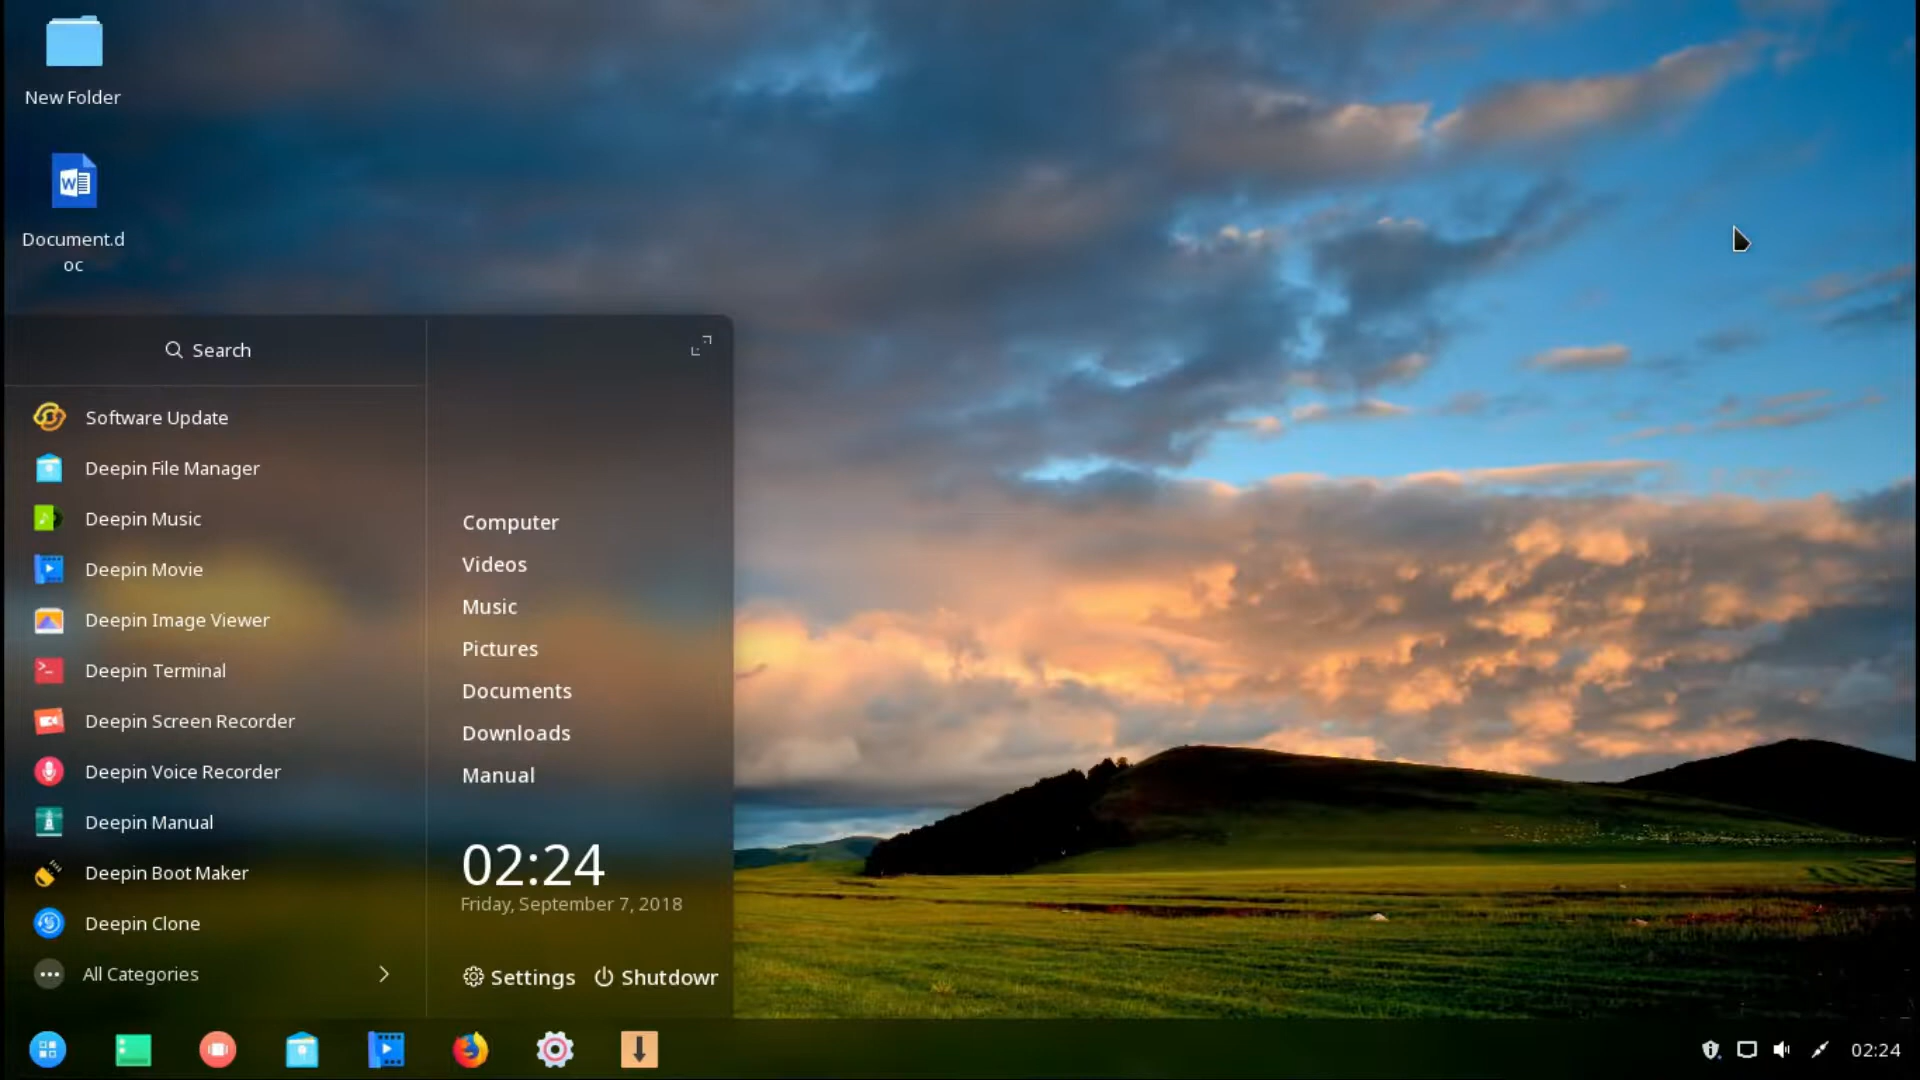 New Folder
Document.d
oc
Search
Software Update
Deepin File Manager
Deepin Music
Deepin Movie
Deepin Image Viewer
Deepin Terminal
Deepin Screen Recorder
Deepin Voice Recorder
Deepin Manual
Deepin Boot Maker
Deepin Clone
All Categories
Computer
Videos
Music
Pictures
Documents
Downloads
Manual
02:24
Friday, September 7, 2018
Settings
Shutdowr
02:24